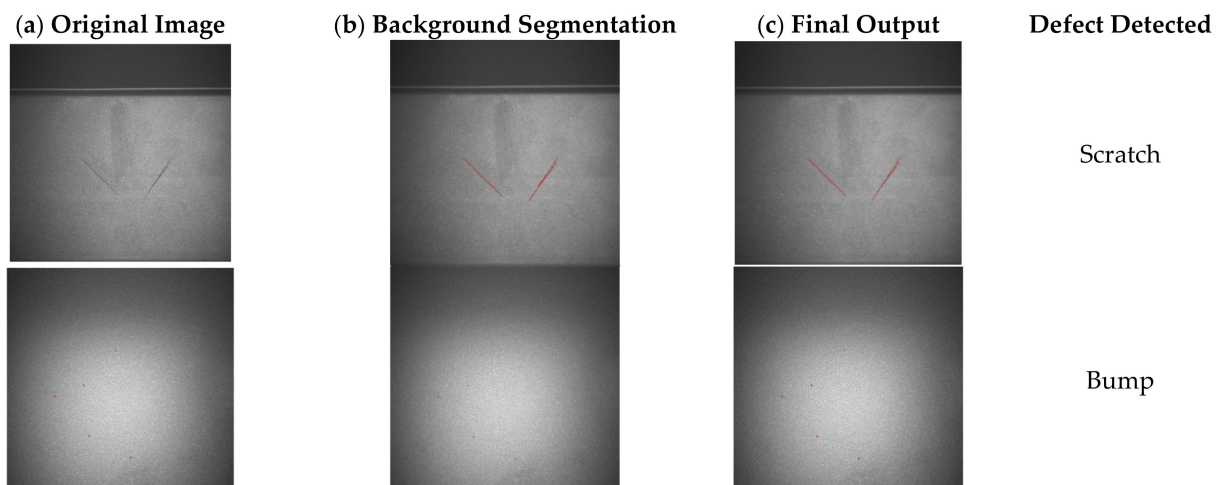 (a) Original Image (b) Background Segmentation (c) Final Output Defect Detected
Scratch
Bump